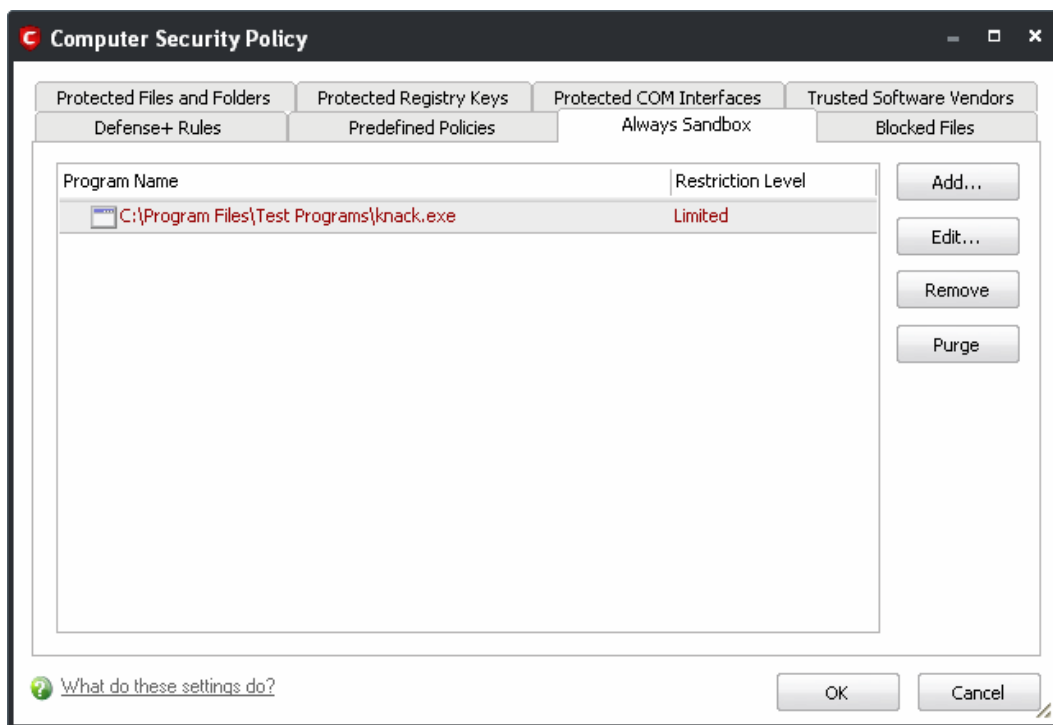 Computer Security Policy
Protected Files and Folders
Protected Registry Keys
Protected COM Interfaces
Trusted Software Vendors
Defense+ Rules
Predefined Policies
Always Sandbox
Blocked Files
Program Name
Restriction Level
C:\Program Files\Test Programs\knack.exe
Limited
Add...
Edit...
Remove
Purge
What do these settings do?
OK
Cancel